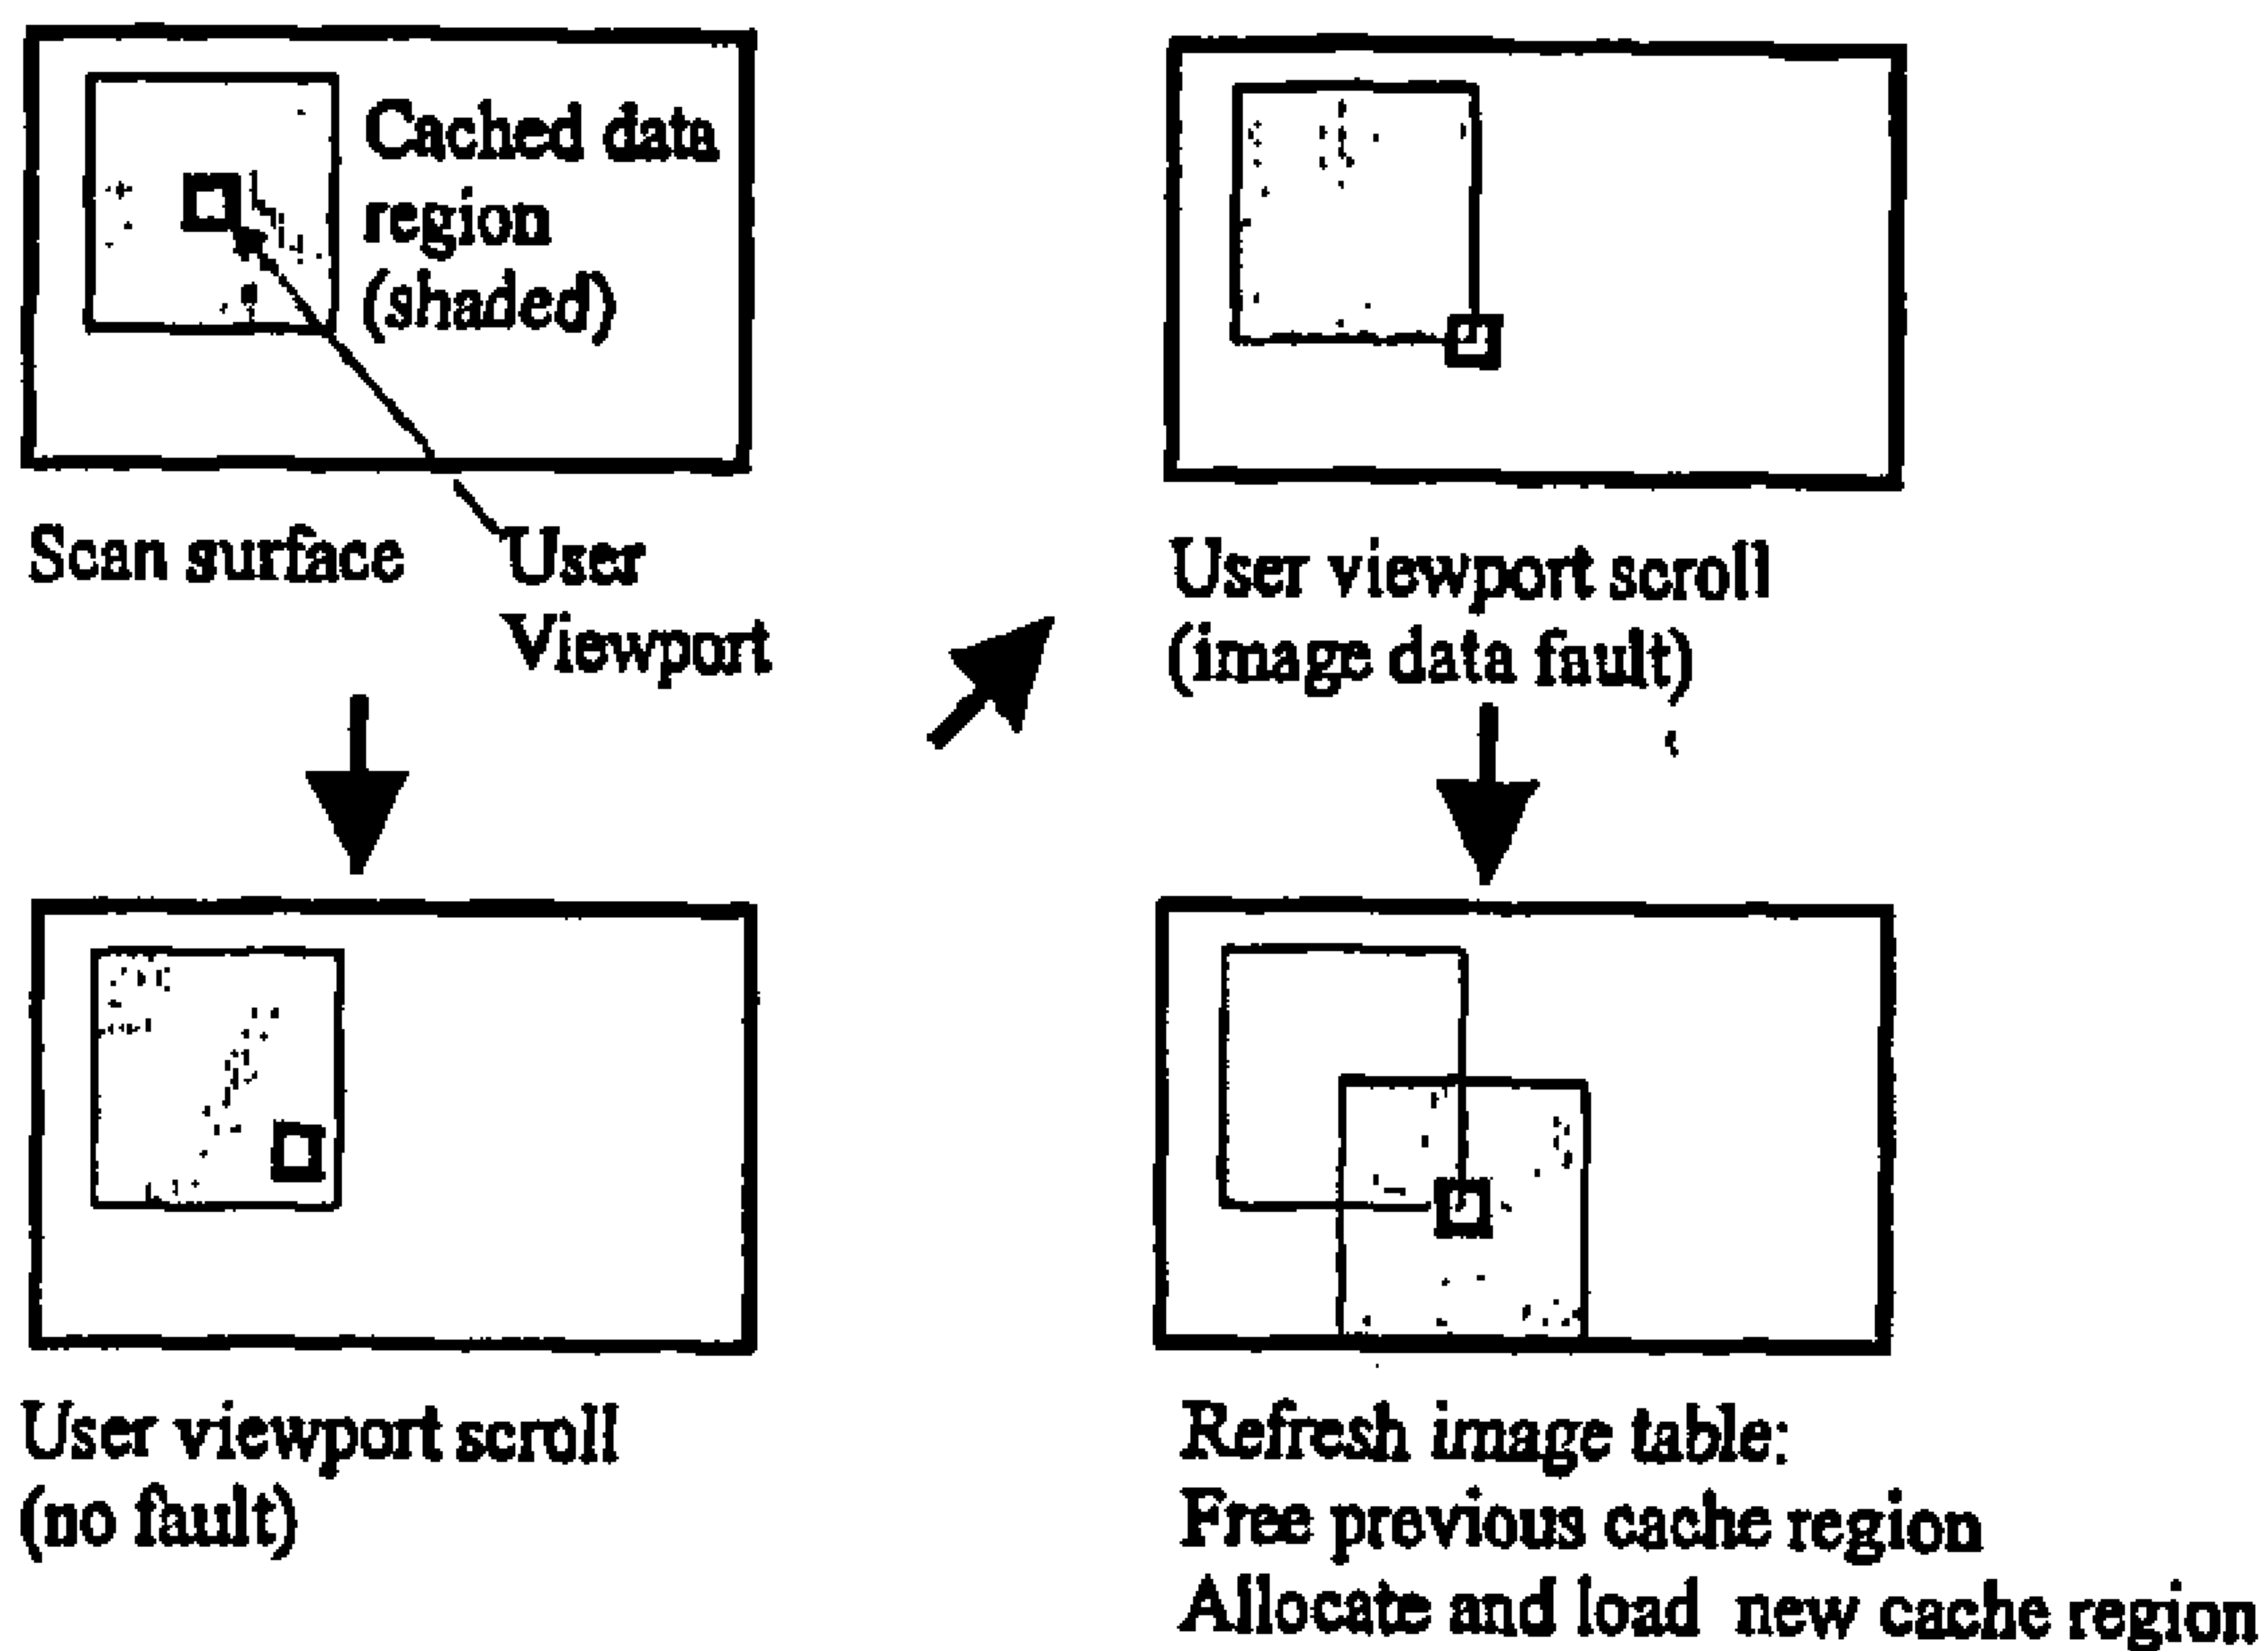 Cached data
region
(shaded)
Scan surface
User
Viewport
User viewport scroll
(no fault)
User viewport scroll
(image data fault)
Refresh image table:
Free previous cache region
Allocate and load new cache region